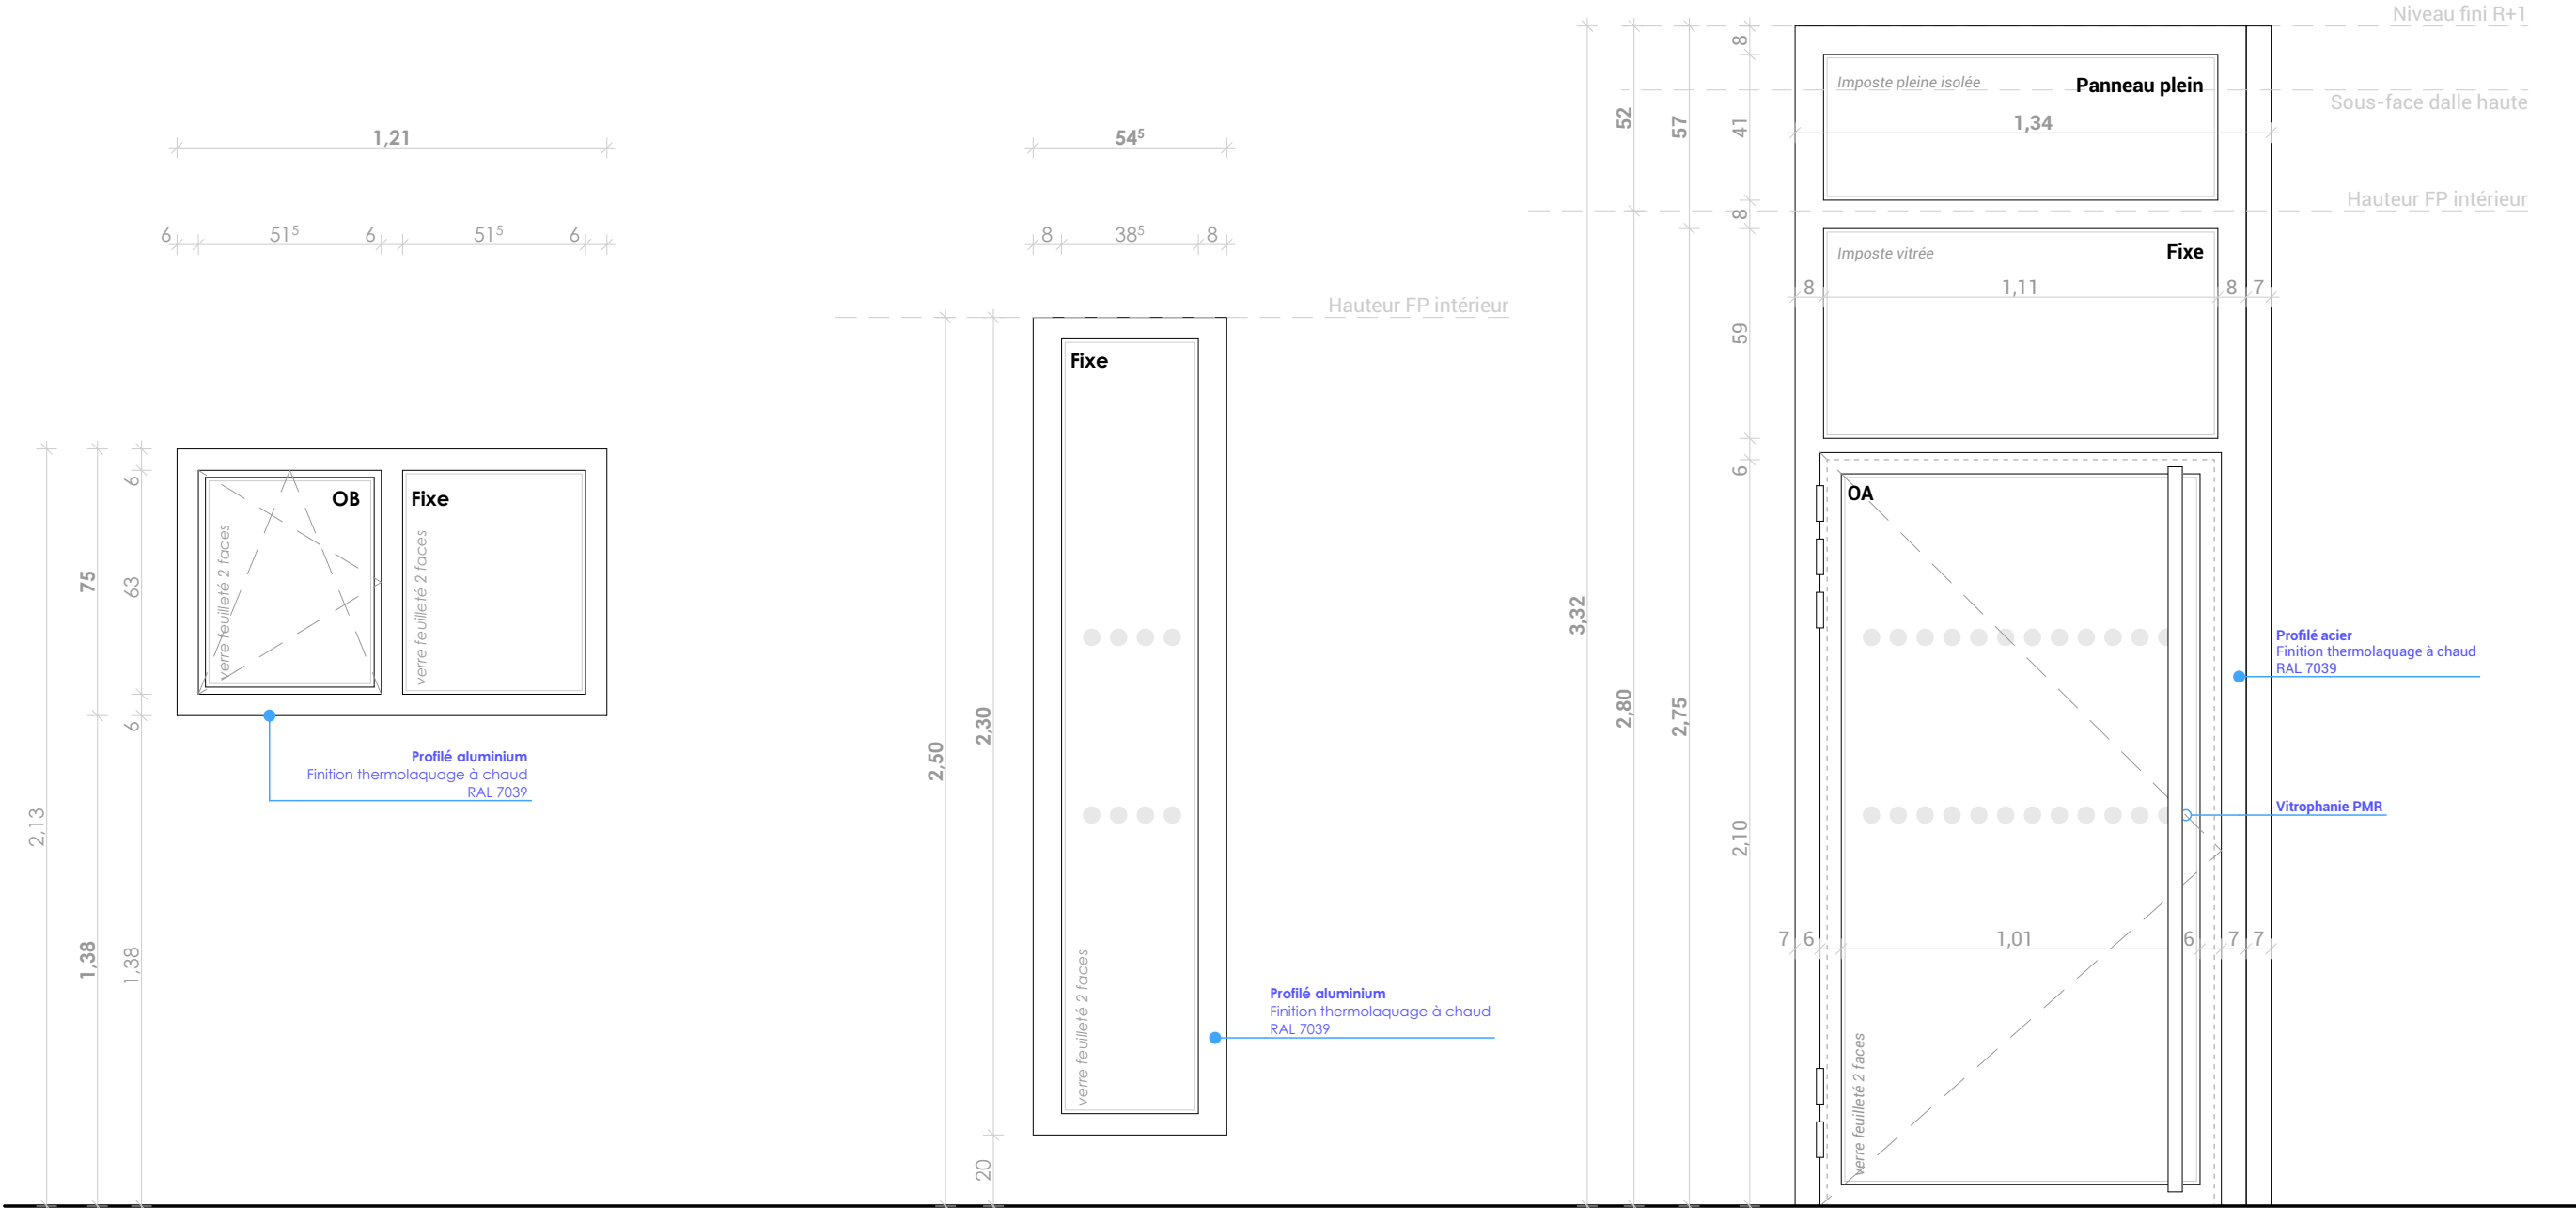 1,21
6
51⁵
6
51⁵
6
2,13
75
1,38
6
63
6
1,38
OB
verre feuilleté 2 faces
Fixe
verre feuilleté 2 faces
Profilé aluminium
Finition thermolaquage à chaud
RAL 7039
54⁵
8
38⁵
8
Hauteur FP intérieur
2,50
2,30
20
Fixe
verre feuilleté 2 faces
Profilé aluminium
Finition thermolaquage à chaud
RAL 7039
Niveau fini R+1
Sous-face dalle haute
Hauteur FP intérieur
3,32
52
2,80
57
2,75
8
41
8
59
6
2,10
Imposte pleine isolée
Panneau plein
1,34
Imposte vitrée
Fixe
8
1,11
8
7
OA
7
6
1,01
6
7
7
verre feuilleté 2 faces
Profilé acier
Finition thermolaquage à chaud
RAL 7039
Vitrophanie PMR